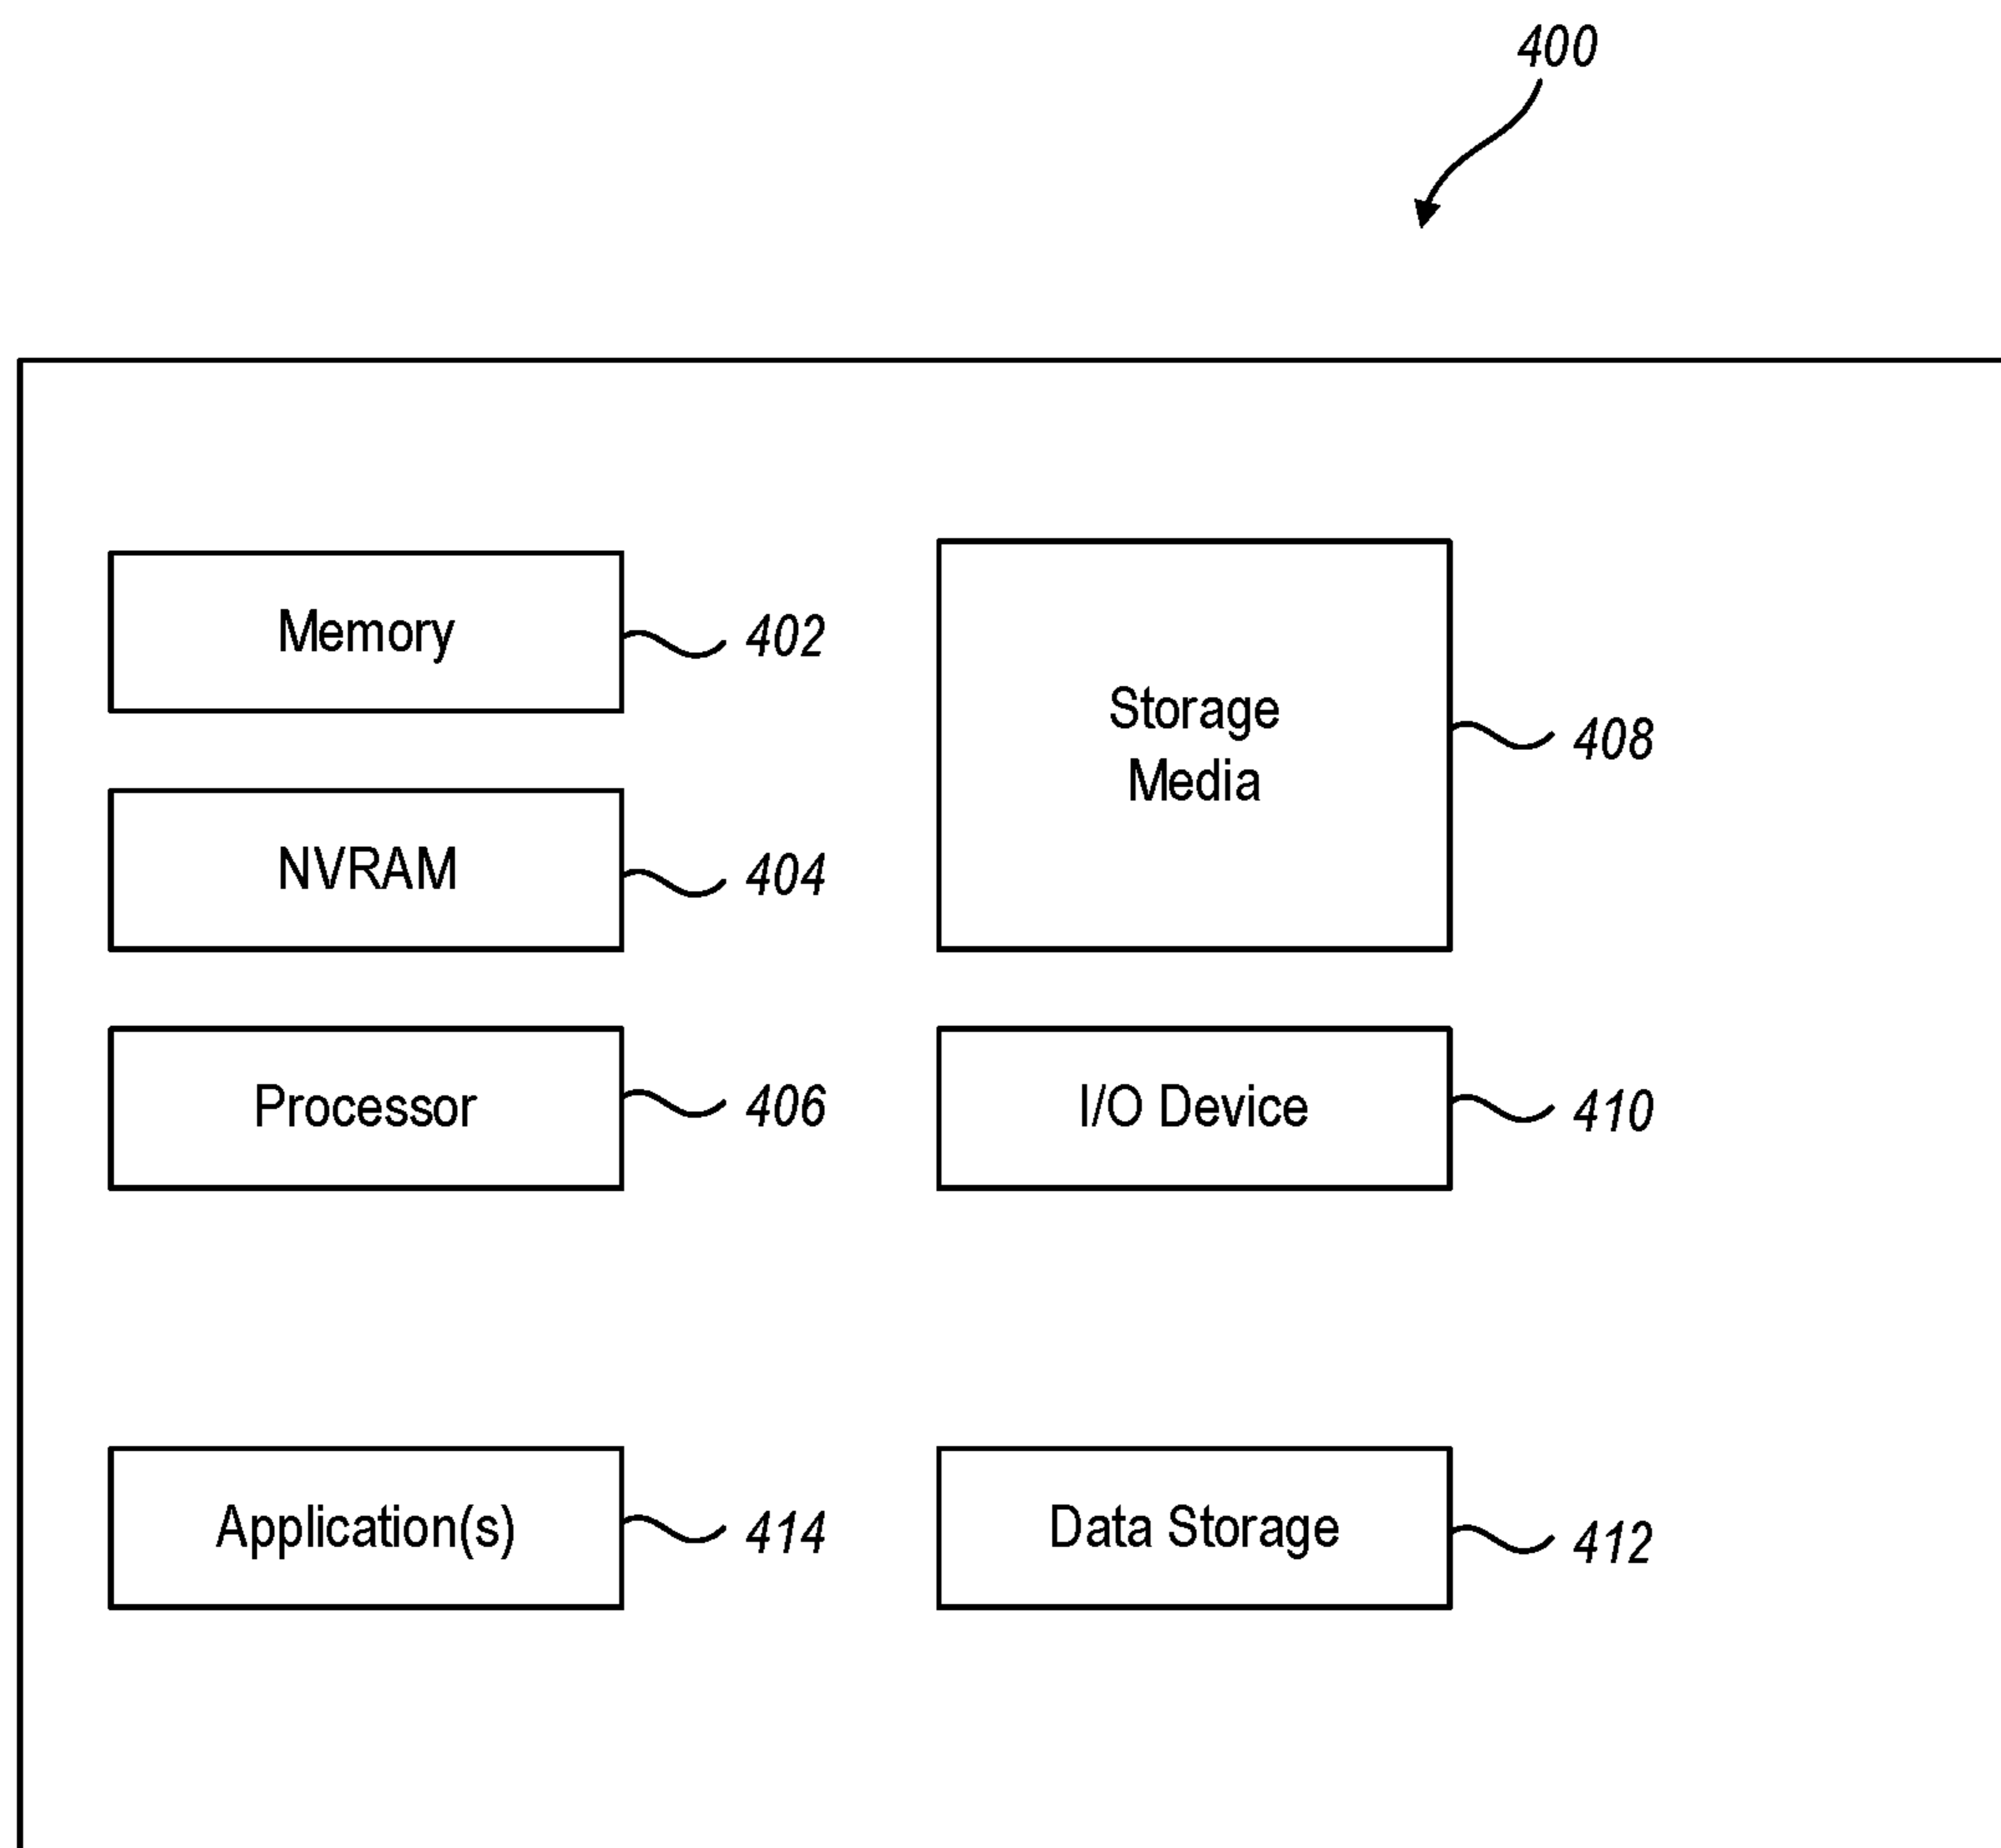 400
Memory
402
Storage
Media
408
NVRAM
404
Processor
406
I/O Device
410
Application(s)
414
Data Storage
412